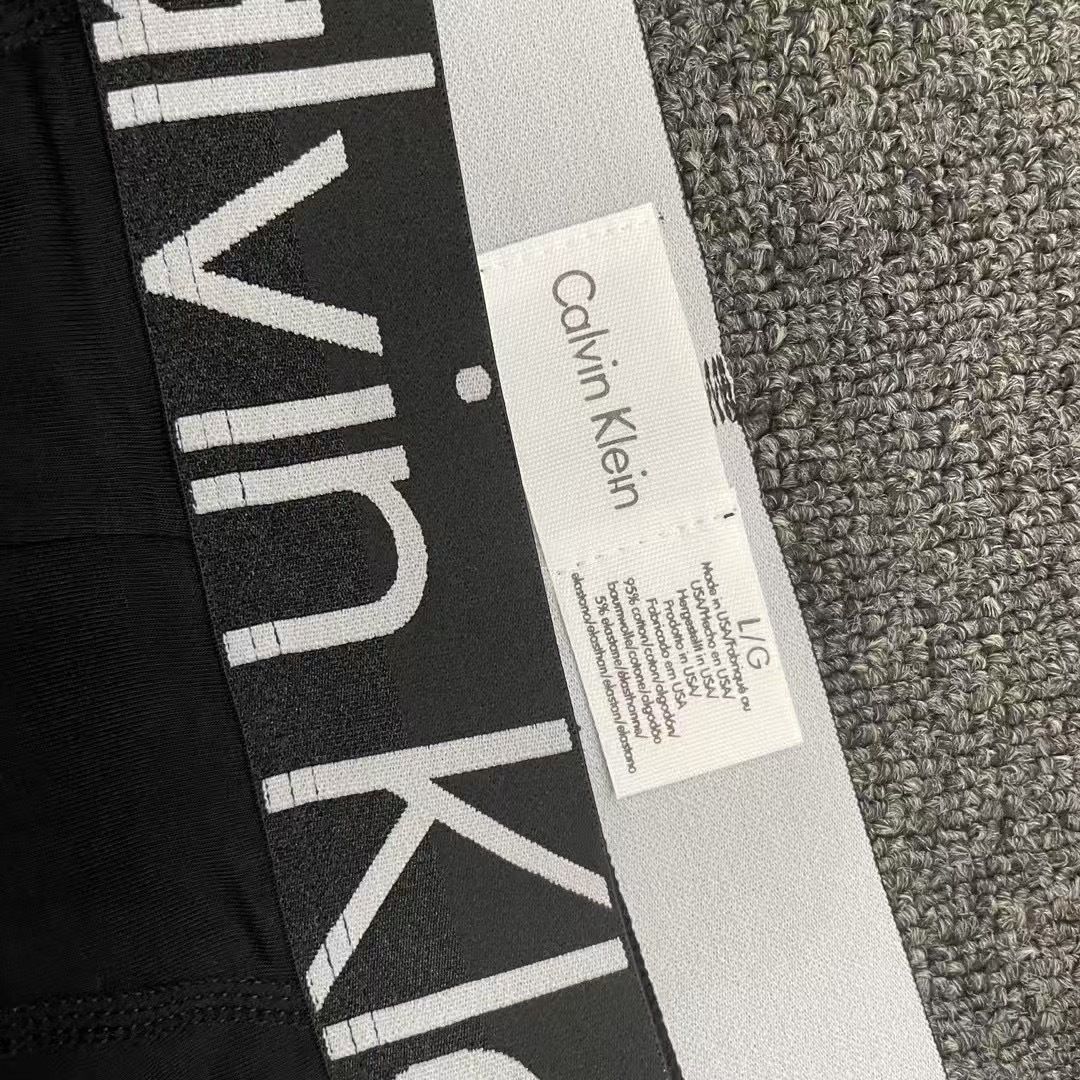 alvin Kl
Calvin Klein
L/G
Made in USA/Fabriqué au
USA/Hecho en USA/
Hergestellt in USA/
Prodotto in USA/
Fabricado em USA
95% cotton/coton/algodón/
baumwolle/cotone/algodão
5% elastane/élasthanne/
elastano/elasthan/elastan/elastano